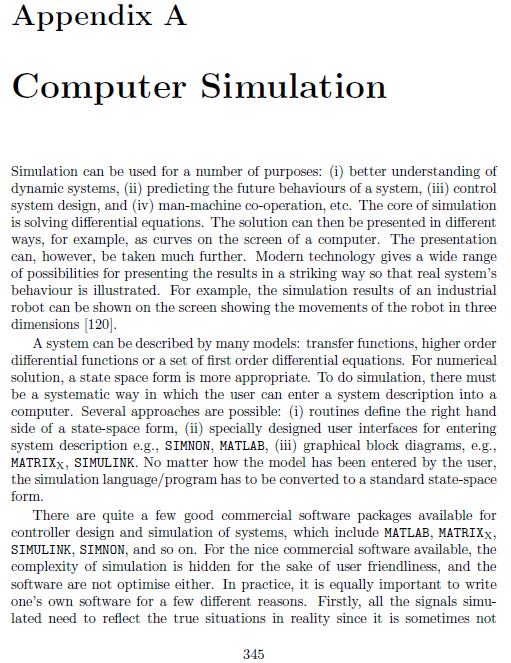 Appendix A
Computer Simulation
Simulation can be used for a number of purposes: (i) better understanding of
dynamic systems, (ii) predicting the future behaviours of a system, (iii) control
system design, and (iv) man-machine co-operation, etc. The core of simulation
is solving differential equations. The solution can then be presented in different
ways, for example, as curves on the screen of a computer. The presentation
can, however, be taken much further. Modern technology gives a wide range
of possibilities for presenting the results in a striking way so that real system's
behaviour is illustrated. For example, the simulation results of an industrial
robot can be shown on the screen showing the movements of the robot in three
dimensions [120].
A system can be described by many models: transfer functions, higher order
differential functions or a set of first order differential equations. For numerical
solution, a state space form is more appropriate. To do simulation, there must
be a systematic way in which the user can enter a system description into a
computer. Several approaches are possible: (i) routines define the right hand
side of a state-space form, (ii) specially designed user interfaces for entering
system description e.g., SIMNON, MATLAB, (iii) graphical block diagrams, e.g.,
MATRIXX, SIMULINK. No matter how the model has been entered by the user,
the simulation language/program has to be converted to a standard state-space
form.
There are quite a few good commercial software packages available for
controller design and simulation of systems, which include MATLAB, MATRIXX,
SIMULINK, SIMNON, and so on. For the nice commercial software available, the
complexity of simulation is hidden for the sake of user friendliness, and the
software are not optimise either. In practice, it is equally important to write
one's own software for a few different reasons. Firstly, all the signals simu-
lated need to reflect the true situations in reality since it is sometimes not
345